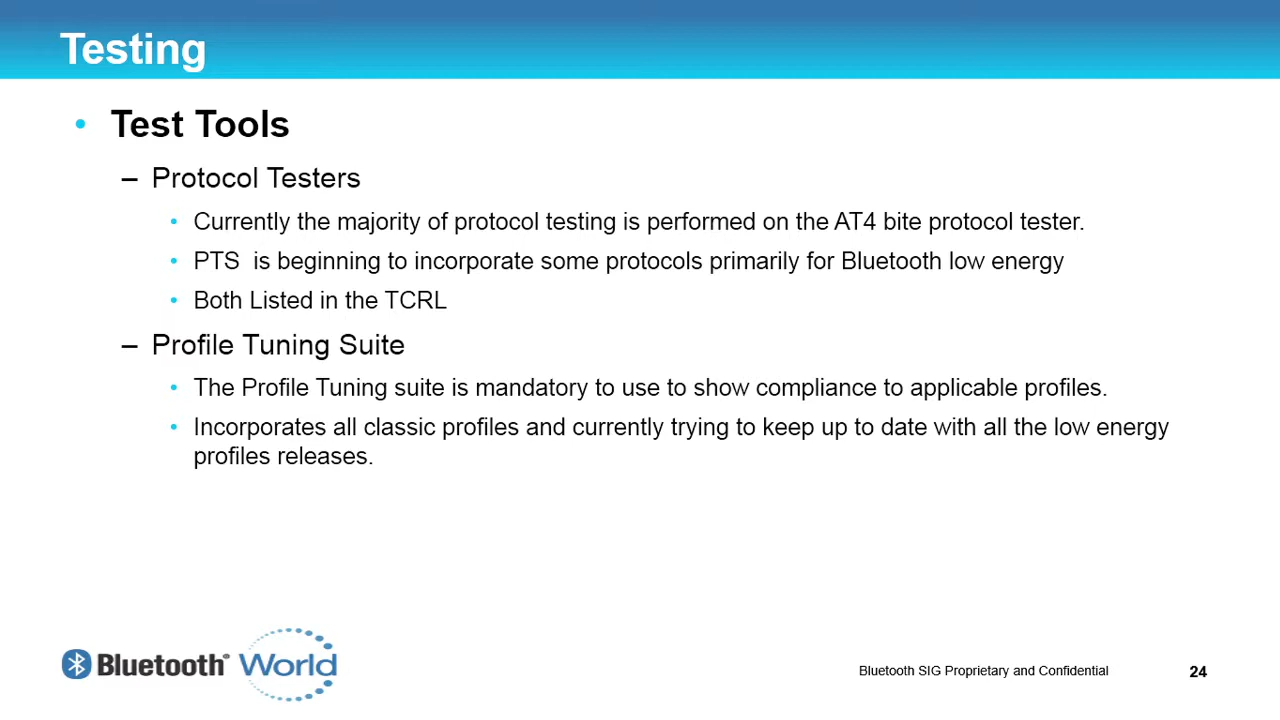 Testing
• Test Tools
– Protocol Testers
• Currently the majority of protocol testing is performed on the AT4 bite protocol tester.
• PTS  is beginning to incorporate some protocols primarily for Bluetooth low energy
• Both Listed in the TCRL
– Profile Tuning Suite
• The Profile Tuning suite is mandatory to use to show compliance to applicable profiles.
• Incorporates all classic profiles and currently trying to keep up to date with all the low energy
profiles releases.
Bluetooth® World
Bluetooth SIG Proprietary and Confidential
24